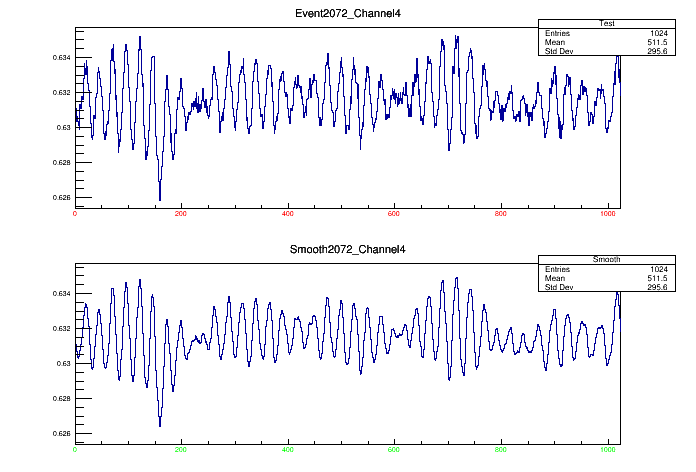 Event2072_Channel4
Test
Entries 1024
Mean 511.5
Std Dev 295.6
0.634
0.632
0.63
0.628
0.626
0 200 400 600 800 1000
Smooth2072_Channel4
Smooth
Entries 1024
Mean 511.5
Std Dev 295.6
0.634
0.632
0.63
0.628
0.626
0 200 400 600 800 1000